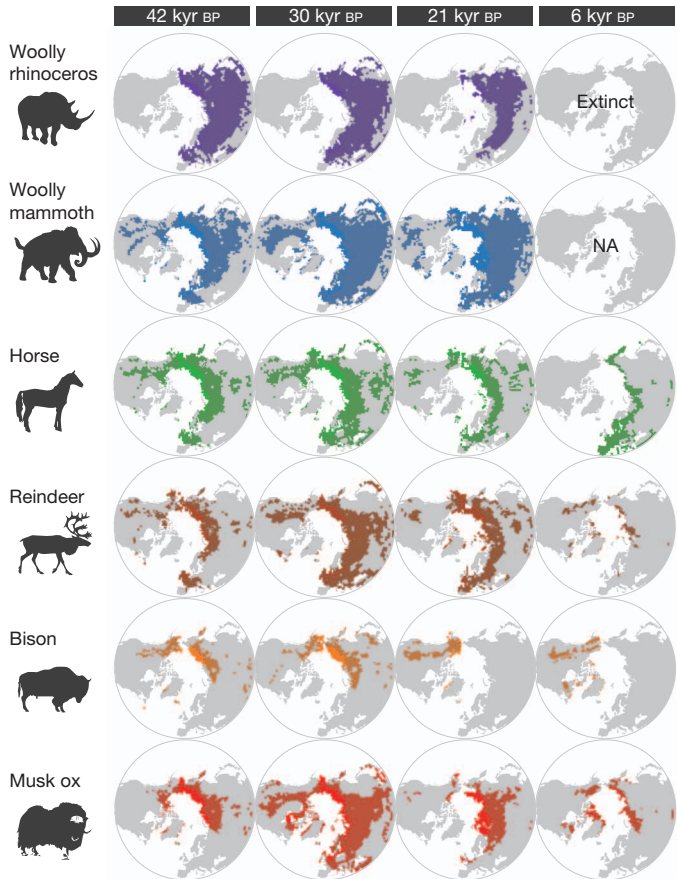 42 kyr BP 30 kyr BP 21 kyr BP 6 kyr BP
Woolly
rhinoceros
Extinct
Woolly
mammoth
NA
Horse
Reindeer
Bison
Musk ox